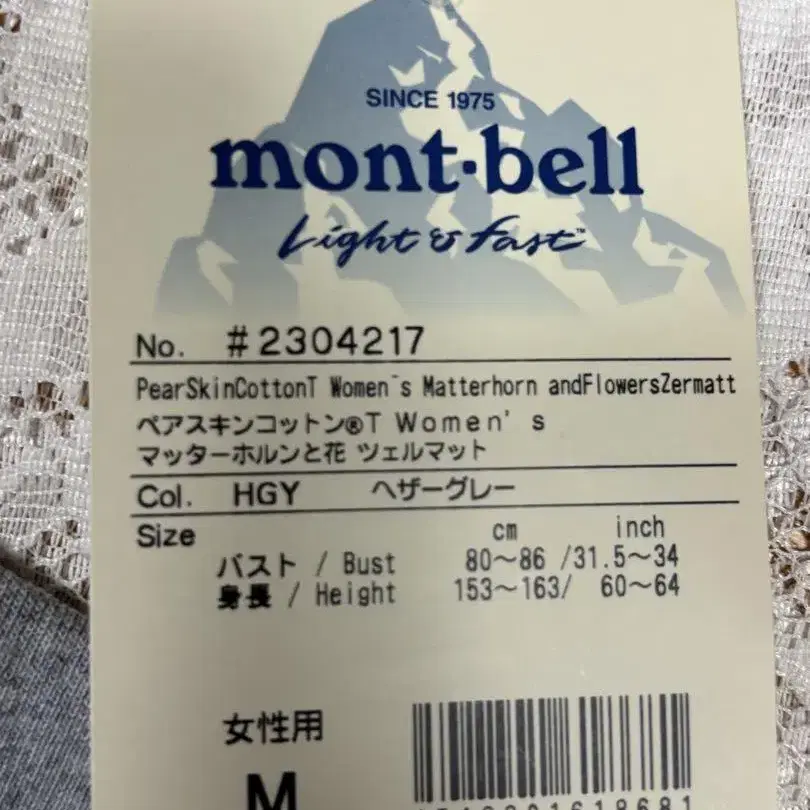 SINCE 1975
mont·bell
Light & Fast™
No. #2304217
PearSkinCottonT Women`s Matterhorn andFlowersZermatt
ペアスキンコットン®T Women's
マッターホルンと花 ツェルマット
Col. HGY ヘザーグレー
Size cm inch
バスト / Bust 80〜86 /31.5〜34
身長 / Height 153〜163/ 60〜64
女性用
M